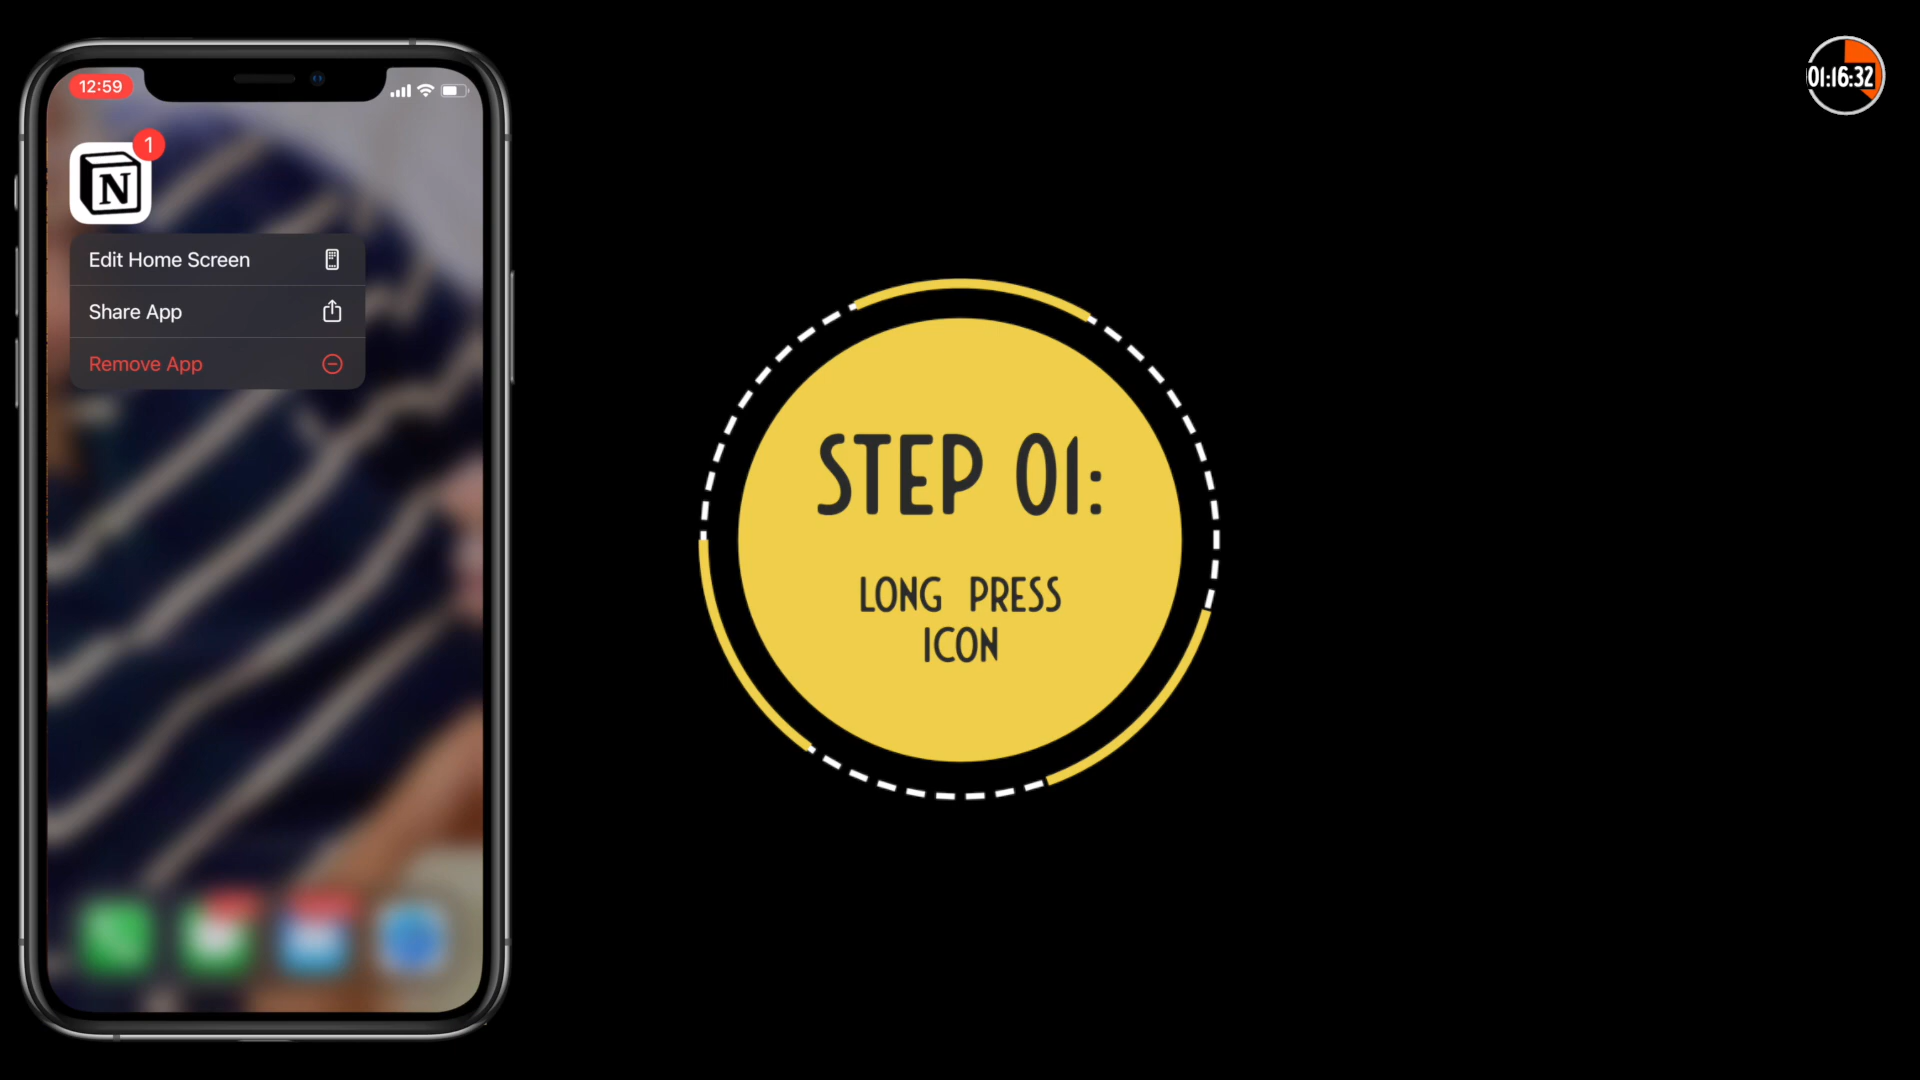 12:59
01:16:32
1
N
Edit Home Screen
Share App
Remove App
STEP 01:
LONG PRESS
ICON